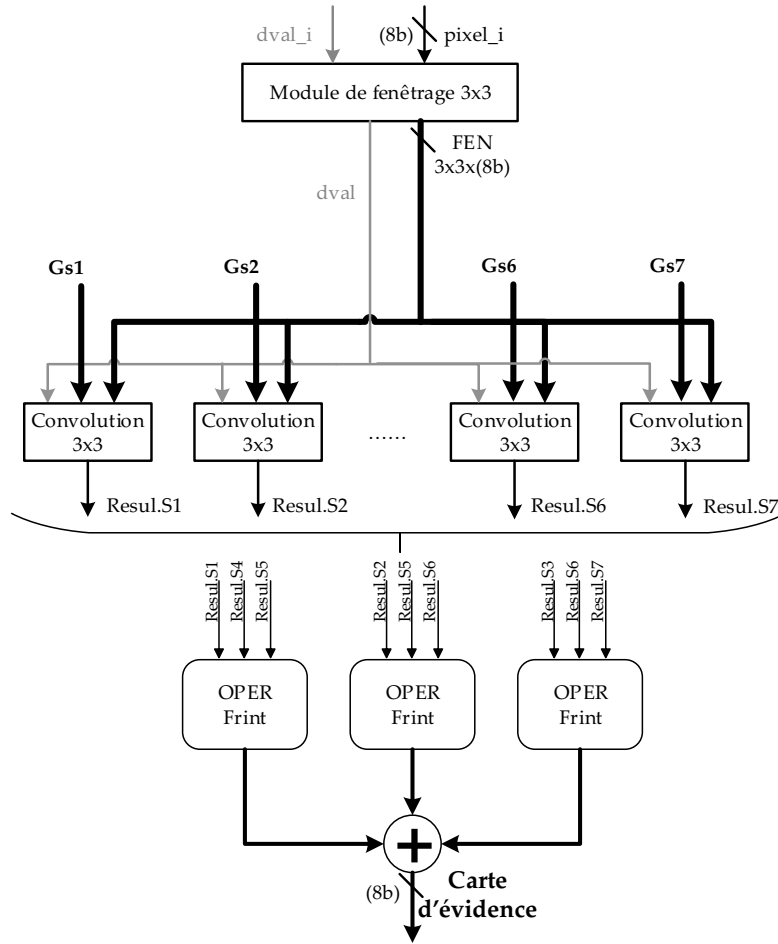 dval_i
(8b)
pixel_i
Module de fenêtrage 3x3
FEN
3x3x(8b)
dval
Gs1
Gs2
Gs6
Gs7
Convolution
3x3
Convolution
3x3
......
Convolution
3x3
Convolution
3x3
Resul.S1
Resul.S2
Resul.S6
Resul.S7
Resul.S1
Resul.S4
Resul.S5
Resul.S2
Resul.S5
Resul.S6
Resul.S3
Resul.S6
Resul.S7
OPER
Frint
OPER
Frint
OPER
Frint
+
(8b)
Carte
d'évidence